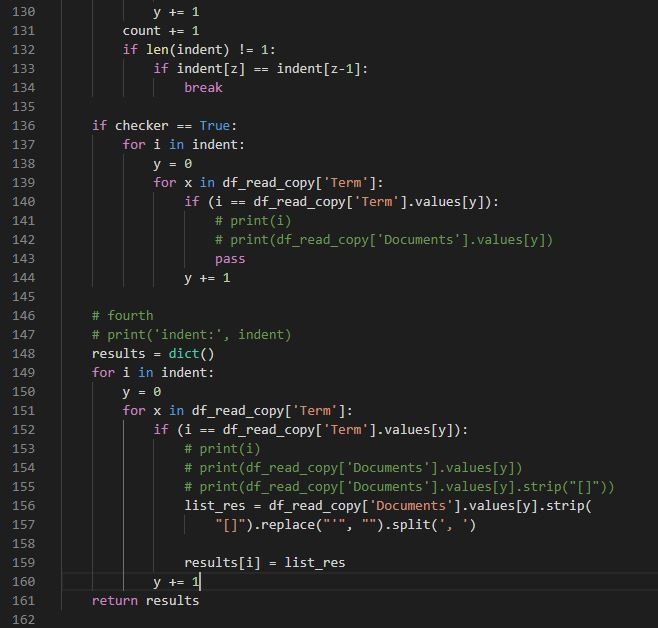 130 y += 1
131 count += 1
132 if len(indent) != 1:
133 if indent[z] == indent[z-1]:
134 break
135
136 if checker == True:
137 for i in indent:
138 y = 0
139 for x in df_read_copy['Term']:
140 if (i == df_read_copy['Term'].values[y]):
141 # print(i)
142 # print(df_read_copy['Documents'].values[y])
143 pass
144 y += 1
145
146 # fourth
147 # print('indent:', indent)
148 results = dict()
149 for i in indent:
150 y = 0
151 for x in df_read_copy['Term']:
152 if (i == df_read_copy['Term'].values[y]):
153 # print(i)
154 # print(df_read_copy['Documents'].values[y])
155 # print(df_read_copy['Documents'].values[y].strip("[]"))
156 list_res = df_read_copy['Documents'].values[y].strip(
157 "[]").replace("'", "").split(', ')
158
159 results[i] = list_res
160 y += 1
161 return results
162